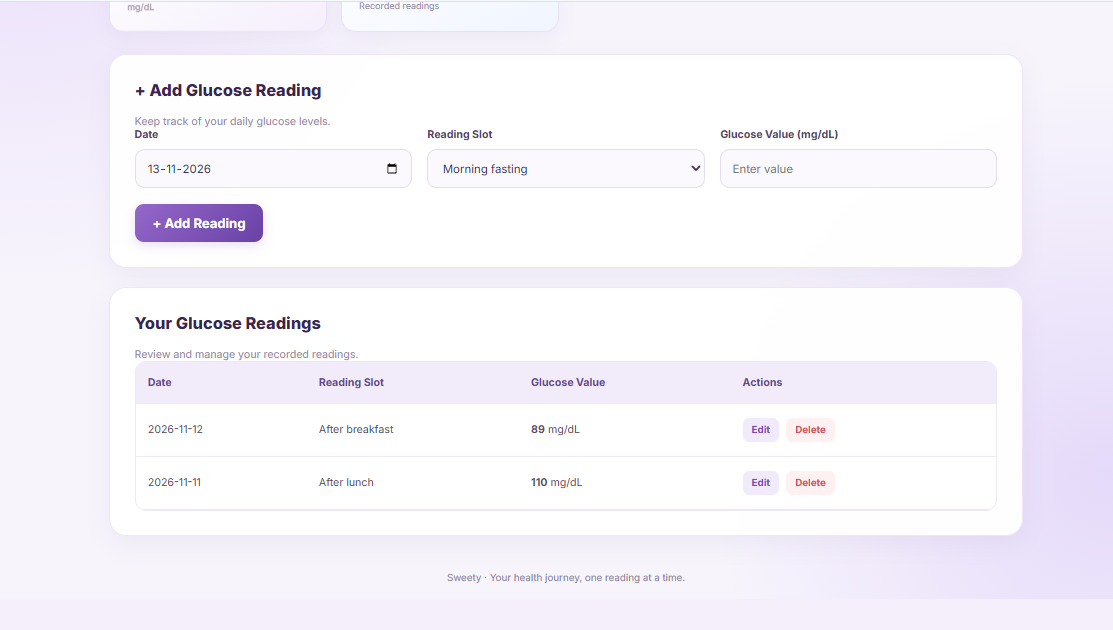 mg/dL
Recorded readings
+ Add Glucose Reading
Keep track of your daily glucose levels.
Date
Reading Slot
Glucose Value (mg/dL)
13-11-2026
Morning fasting
Enter value
+ Add Reading
Your Glucose Readings
Review and manage your recorded readings.
Date Reading Slot Glucose Value Actions
2026-11-12 After breakfast 89 mg/dL Edit Delete
2026-11-11 After lunch 110 mg/dL Edit Delete
Sweety · Your health journey, one reading at a time.